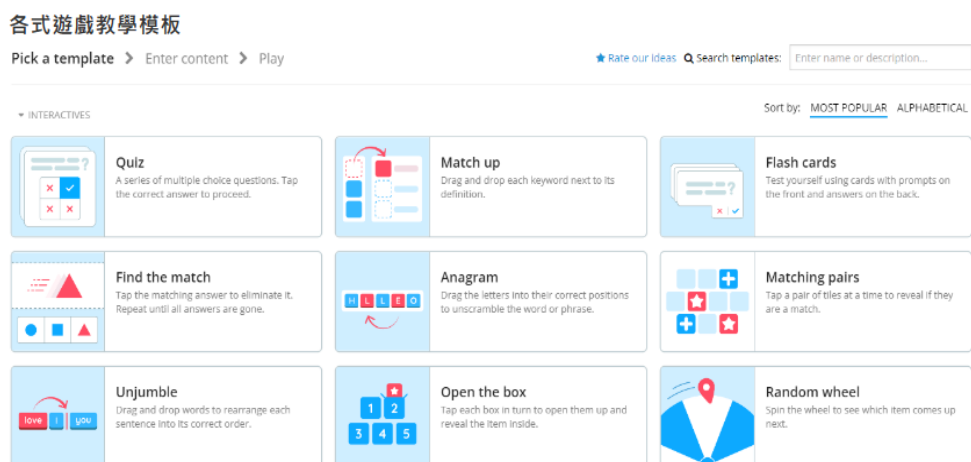 各式遊戲教學模板
Pick a template > Enter content > Play
Rate our ideas Search templates: Enter name or description...
INTERACTIVES
Sort by: MOST POPULAR ALPHABETICAL
Quiz
A series of multiple choice questions. Tap
the correct answer to proceed.
Match up
Drag and drop each keyword next to its
definition.
Flash cards
Test yourself using cards with prompts on
the front and answers on the back.
Find the match
Tap the matching answer to eliminate it.
Repeat until all answers are gone.
H L L E O
Anagram
Drag the letters into their correct positions
to unscramble the word or phrase.
Matching pairs
Tap a pair of tiles at a time to reveal if they
are a match.
love I you
Unjumble
Drag and drop words to rearrange each
sentence into its correct order.
1 2
3 4 5
Open the box
Tap each box in turn to open them up and
reveal the item inside.
Random wheel
Spin the wheel to see which item comes up
next.